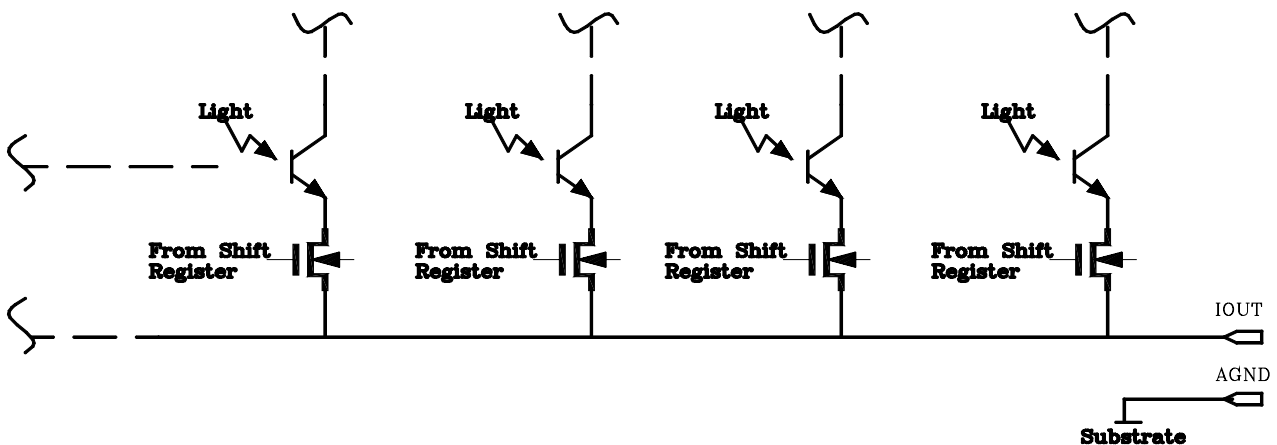 Light
Light
Light
Light
From Shift
Register
From Shift
Register
From Shift
Register
From Shift
Register
IOUT
AGND
Substrate